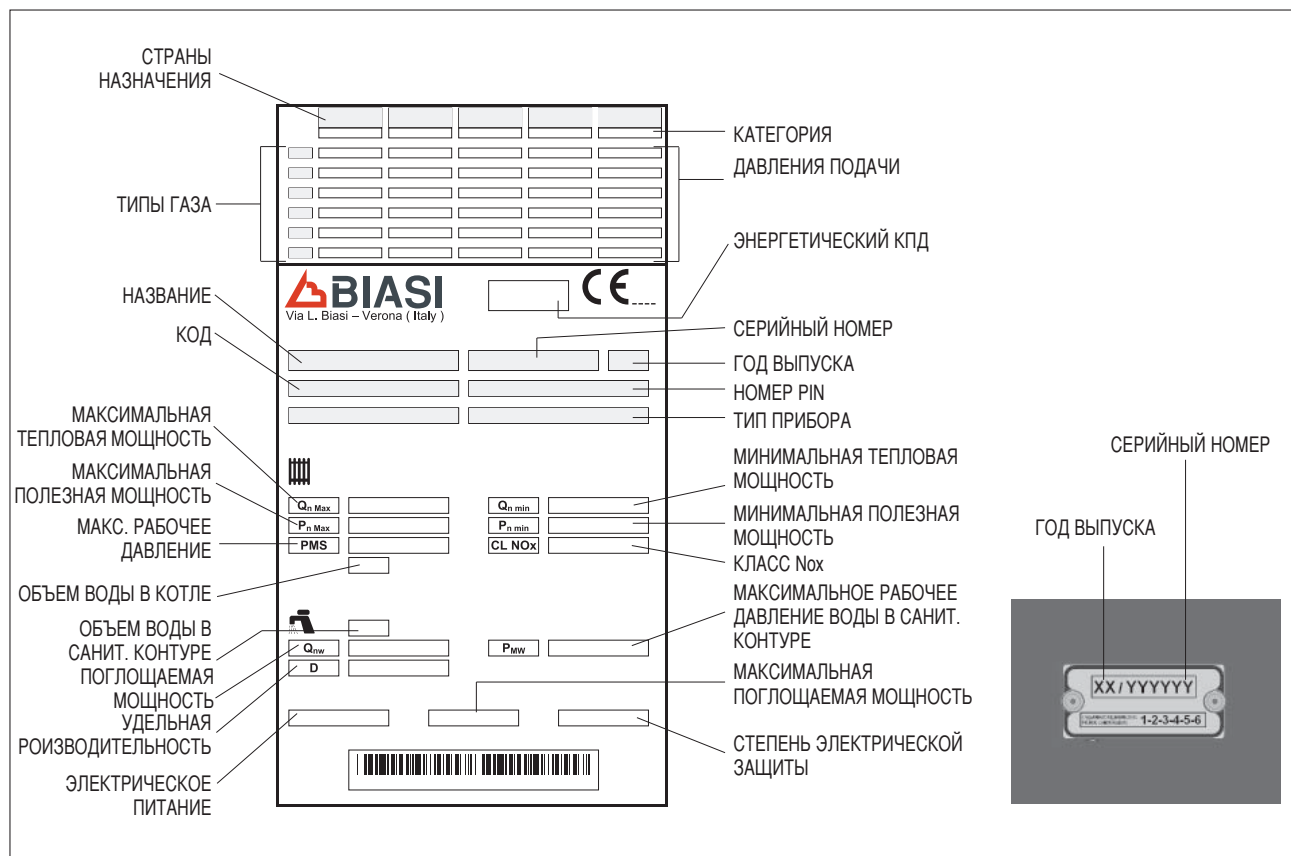 СТРАНЫ
НАЗНАЧЕНИЯ
КАТЕГОРИЯ
ДАВЛЕНИЯ ПОДАЧИ
ТИПЫ ГАЗА
ЭНЕРГЕТИЧЕСКИЙ КПД
BIASI
CE
Via L. Biasi – Verona ( Italy )
НАЗВАНИЕ
КОД
СЕРИЙНЫЙ НОМЕР
ГОД ВЫПУСКА
НОМЕР PIN
ТИП ПРИБОРА
МАКСИМАЛЬНАЯ
ТЕПЛОВАЯ МОЩНОСТЬ
МАКСИМАЛЬНАЯ
ПОЛЕЗНАЯ МОЩНОСТЬ
МАКС. РАБОЧЕЕ
ДАВЛЕНИЕ
ОБЪЕМ ВОДЫ В КОТЛЕ
Qn Max
Pn Max
PMS
Qn min
Pn min
CL NOx
МИНИМАЛЬНАЯ ТЕПЛОВАЯ
МОЩНОСТЬ
МИНИМАЛЬНАЯ ПОЛЕЗНАЯ
МОЩНОСТЬ
КЛАСС Nox
МАКСИМАЛЬНОЕ РАБОЧЕЕ
ДАВЛЕНИЕ ВОДЫ В САНИТ.
КОНТУРЕ
ОБЪЕМ ВОДЫ В
САНИТ. КОНТУРЕ
ПОГЛОЩАЕМАЯ
МОЩНОСТЬ
УДЕЛЬНАЯ
РОИЗВОДИТЕЛЬНОСТЬ
ЭЛЕКТРИЧЕСКОЕ
ПИТАНИЕ
Qnw
D
PMW
МАКСИМАЛЬНАЯ
ПОГЛОЩАЕМАЯ МОЩНОСТЬ
СТЕПЕНЬ ЭЛЕКТРИЧЕСКОЙ
ЗАЩИТЫ
СЕРИЙНЫЙ НОМЕР
ГОД ВЫПУСКА
XX/YYYYYY
1-2-3-4-5-6